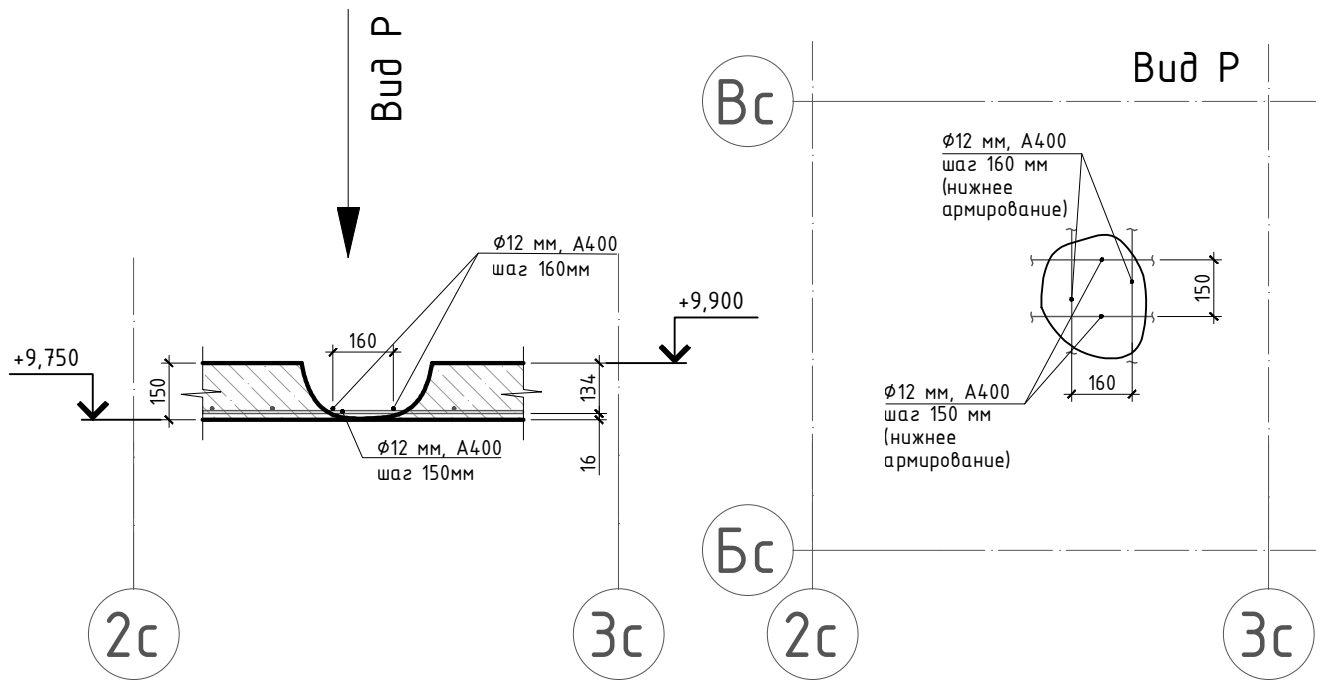 Вид Р
Ø12 мм, А400
шаг 160мм
+9,900
+9,750
160
150
134
16
Ø12 мм, А400
шаг 150мм
2с
3с
Вид Р
Вс
Ø12 мм, А400
шаг 160 мм
(нижнее
армирование)
150
160
Ø12 мм, А400
шаг 150 мм
(нижнее
армирование)
Бс
2с
3с